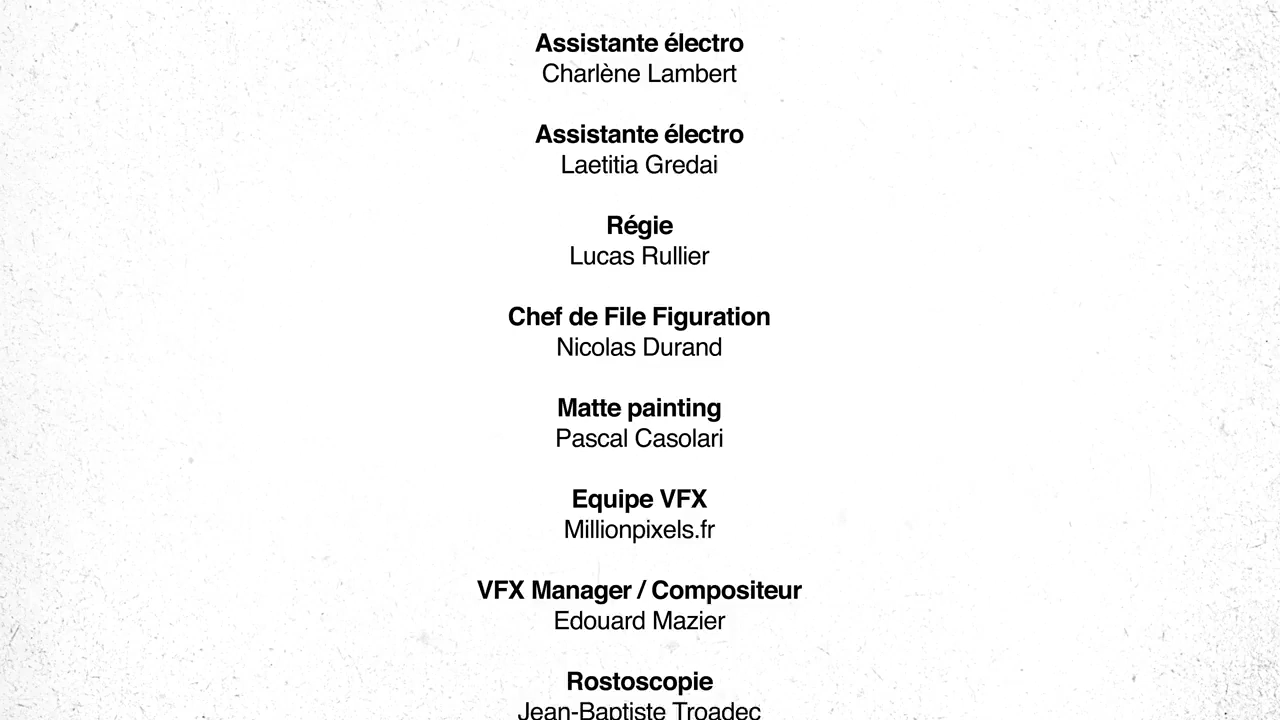 Assistante électro
Charlène Lambert
Assistante électro
Laetitia Gredai
Régie
Lucas Rullier
Chef de File Figuration
Nicolas Durand
Matte painting
Pascal Casolari
Equipe VFX
Millionpixels.fr
VFX Manager / Compositeur
Edouard Mazier
Rostoscopie
Jean-Baptiste Troadec